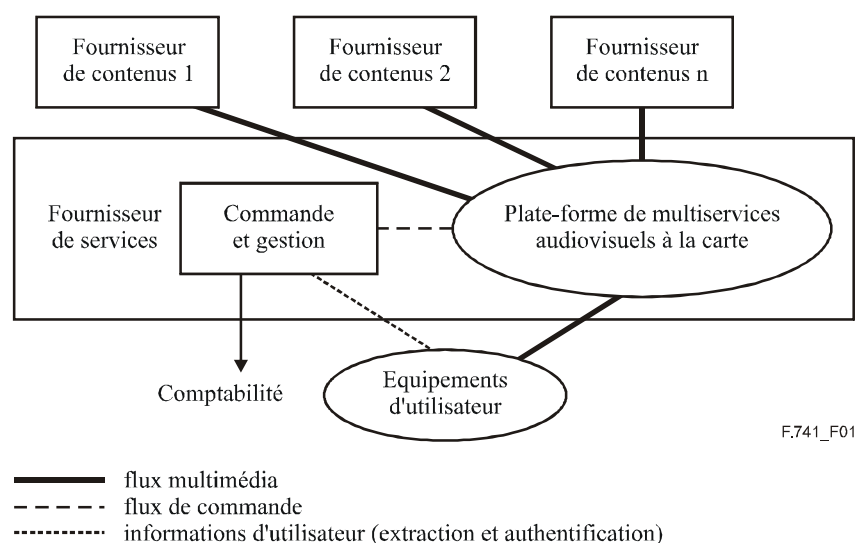 Fournisseur
de contenus 1
Fournisseur
de contenus 2
Fournisseur
de contenus n
Fournisseur
de services
Commande
et gestion
Plate-forme de multiservices
audiovisuels à la carte
Comptabilité
Equipements
d'utilisateur
F.741_F01
flux multimédia
flux de commande
informations d'utilisateur (extraction et authentification)